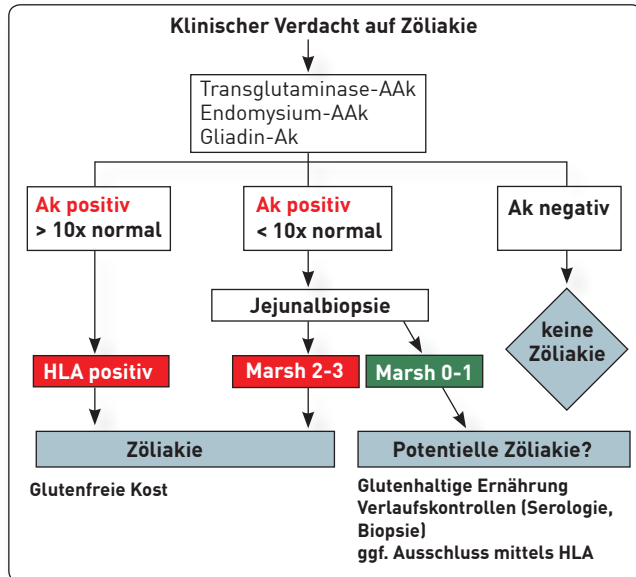 Klinischer Verdacht auf Zöliakie
Transglutaminase-AAk
Endomysium-AAk
Gliadin-Ak
Ak positiv
> 10x normal
Ak positiv
< 10x normal
Ak negativ
Jejunalbiopsie
keine
Zöliakie
HLA positiv
Marsh 2-3
Marsh 0-1
Zöliakie
Potentielle Zöliakie?
Glutenfreie Kost
Glutenhaltige Ernährung
Verlaufskontrollen (Serologie,
Biopsie)
ggf. Ausschluss mittels HLA